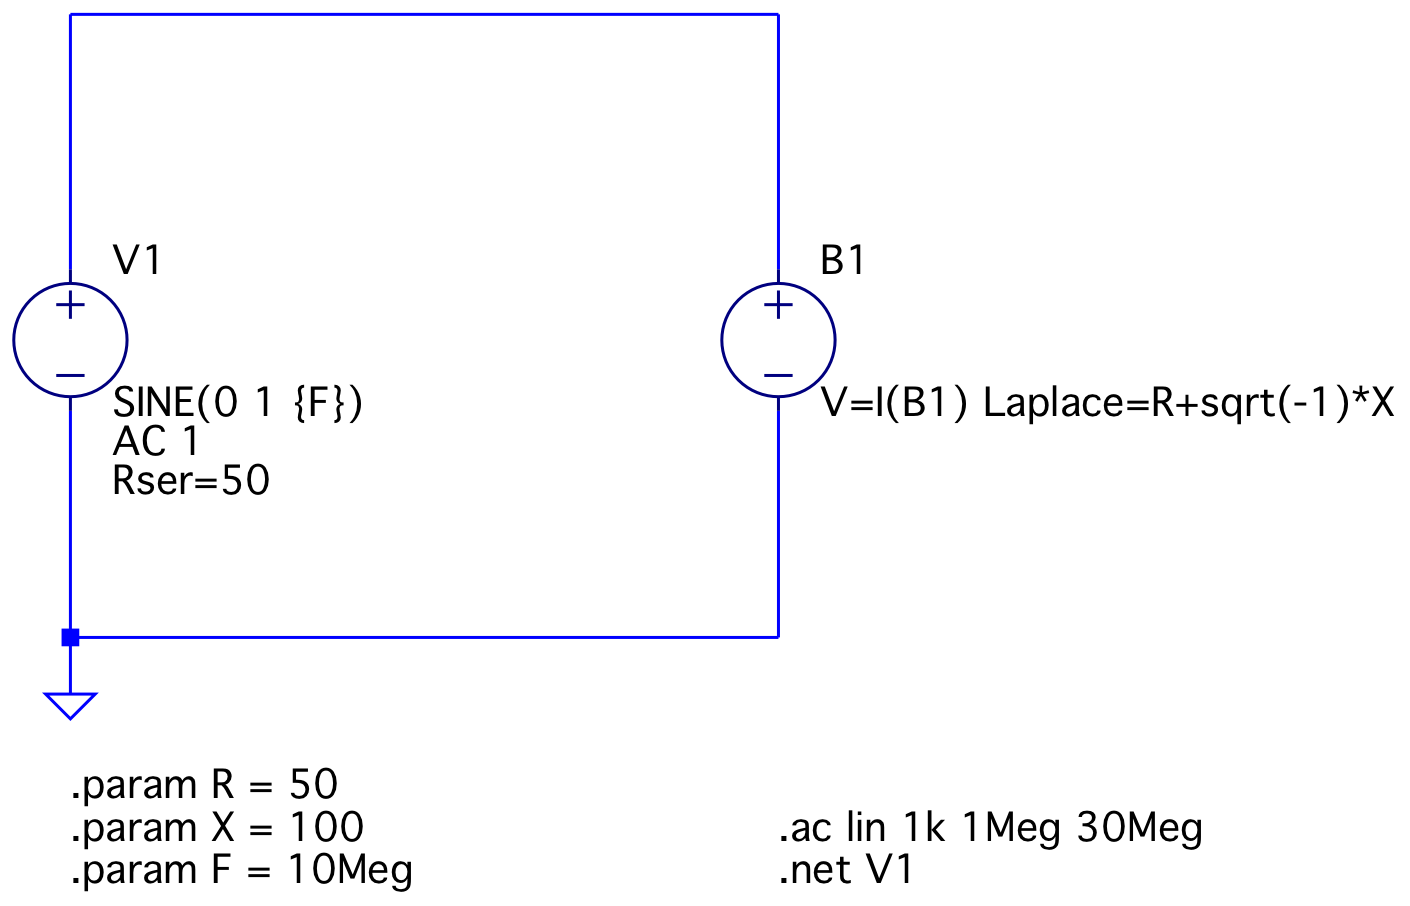 V1
+
−
SINE(0 1 {F})
AC 1
Rser=50
B1
+
−
V=I(B1) Laplace=R+sqrt(-1)*X
.param R = 50
.param X = 100
.param F = 10Meg
.ac lin 1k 1Meg 30Meg
.net V1